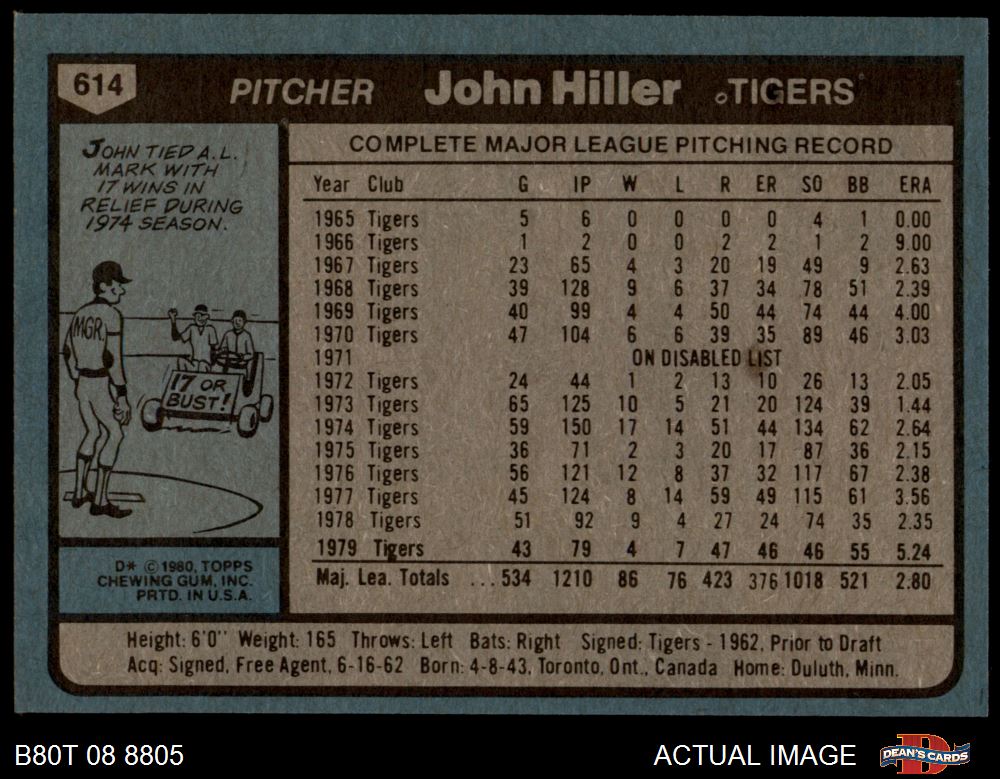 614 PITCHER John Hiller TIGERS
JOHN TIED A.L.
MARK WITH
17 WINS IN
RELIEF DURING
1974 SEASON.
MGR.
17 OR
BUST!
D* © 1980, TOPPS
CHEWING GUM, INC.
PRTD. IN U.S.A.
COMPLETE MAJOR LEAGUE PITCHING RECORD
Year Club G IP W L R ER SO BB ERA
1965 Tigers 5 6 0 0 0 0 4 1 0.00
1966 Tigers 1 2 0 0 2 2 1 2 9.00
1967 Tigers 23 65 4 3 20 19 49 9 2.63
1968 Tigers 39 128 9 6 37 34 78 51 2.39
1969 Tigers 40 99 4 4 50 44 74 44 4.00
1970 Tigers 47 104 6 6 39 35 89 46 3.03
1971 ON DISABLED LIST
1972 Tigers 24 44 1 2 13 10 26 13 2.05
1973 Tigers 65 125 10 5 21 20 124 39 1.44
1974 Tigers 59 150 17 14 51 44 134 62 2.64
1975 Tigers 36 71 2 3 20 17 87 36 2.15
1976 Tigers 56 121 12 8 37 32 117 67 2.38
1977 Tigers 45 124 8 14 59 49 115 61 3.56
1978 Tigers 51 92 9 4 27 24 74 35 2.35
1979 Tigers 43 79 4 7 47 46 46 55 5.24
Maj. Lea. Totals ... 534 1210 86 76 423 376 1018 521 2.80
Height: 6'0" Weight: 165 Throws: Left Bats: Right Signed: Tigers - 1962, Prior to Draft
Acq: Signed, Free Agent, 6-16-62 Born: 4-8-43, Toronto, Ont., Canada Home: Duluth, Minn.
B80T 08 8805 ACTUAL IMAGE DEAN'S CARDS